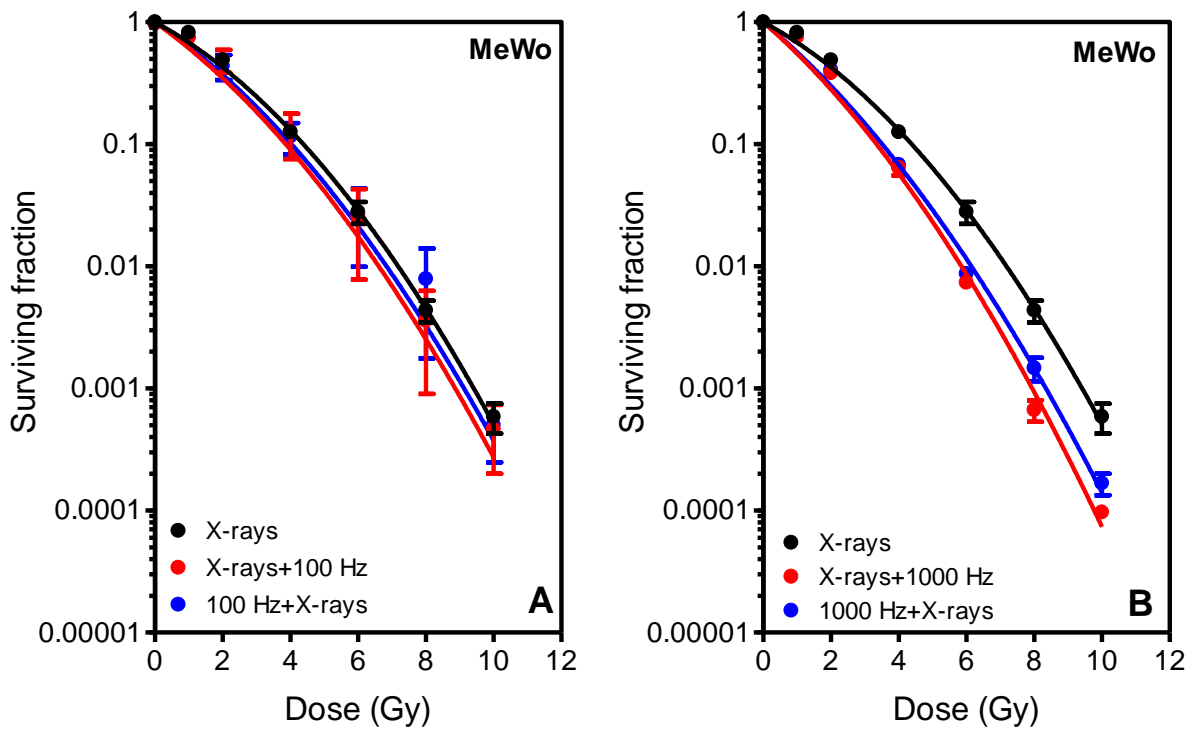 MeWo
1
0.1
0.01
0.001
0.0001
0.00001
Surviving fraction
X-rays
X-rays+100 Hz
100 Hz+X-rays
A
0 2 4 6 8 10 12
Dose (Gy)
MeWo
1
0.1
0.01
0.001
0.0001
0.00001
Surviving fraction
X-rays
X-rays+1000 Hz
1000 Hz+X-rays
B
0 2 4 6 8 10 12
Dose (Gy)